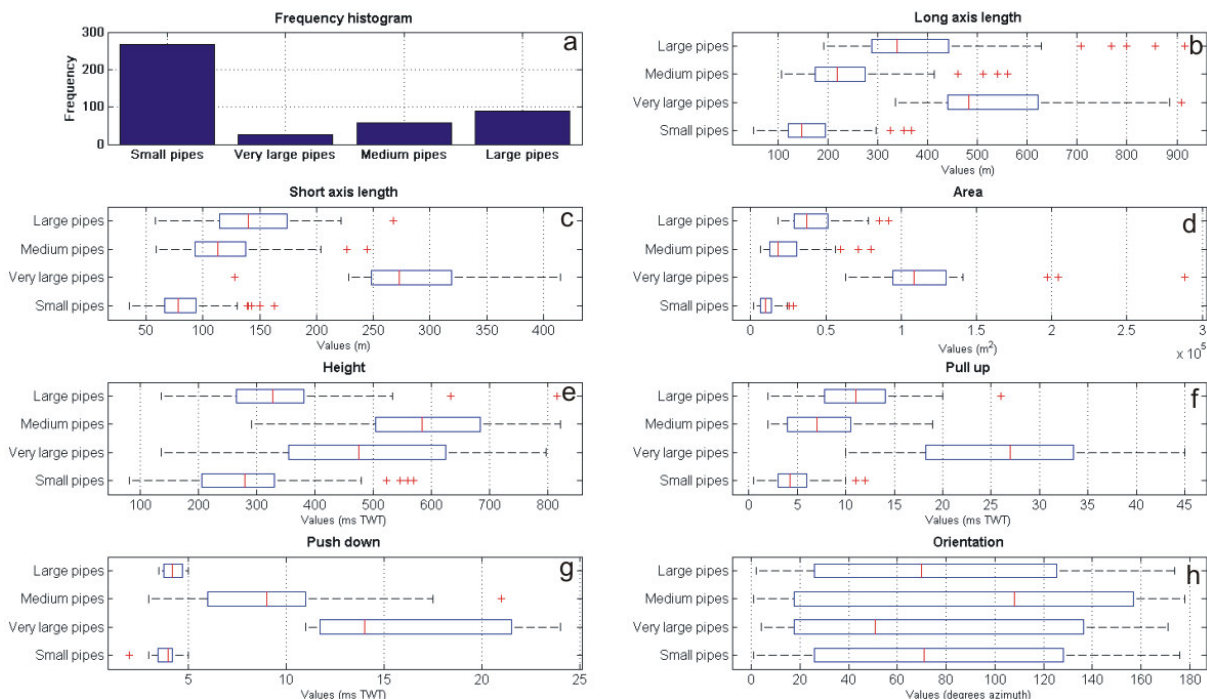 Frequency histogram
a
Frequency
300
200
100
0
Small pipes Very large pipes Medium pipes Large pipes
Long axis length
b
Large pipes
Medium pipes
Very large pipes
Small pipes
100 200 300 400 500 600 700 800 900
Values (m)
Short axis length
c
Large pipes
Medium pipes
Very large pipes
Small pipes
50 100 150 200 250 300 350 400
Values (m)
Area
d
Large pipes
Medium pipes
Very large pipes
Small pipes
0 0.5 1 1.5 2 2.5 3
Values (m²)
x 10⁵
Height
e
Large pipes
Medium pipes
Very large pipes
Small pipes
100 200 300 400 500 600 700 800
Values (ms TWT)
Pull up
f
Large pipes
Medium pipes
Very large pipes
Small pipes
0 5 10 15 20 25 30 35 40 45
Values (ms TWT)
Push down
g
Large pipes
Medium pipes
Very large pipes
Small pipes
5 10 15 20 25
Values (ms TWT)
Orientation
h
Large pipes
Medium pipes
Very large pipes
Small pipes
0 20 40 60 80 100 120 140 160 180
Values (degrees azimuth)